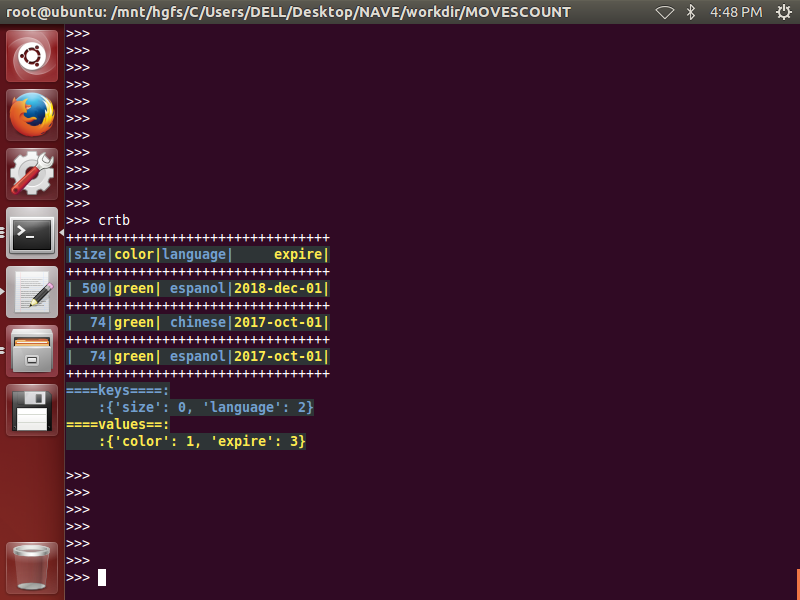 root@ubuntu: /mnt/hgfs/C/Users/DELL/Desktop/NAVE/workdir/MOVESCOUNT 4:48 PM
>>>
>>>
>>>
>>>
>>>
>>>
>>>
>>>
>>>
>>>
>>>
>>> crtb
+++++++++++++++++++++++++++++++++
|size|color|language|     expire|
+++++++++++++++++++++++++++++++++
| 500|green| espanol|2018-dec-01|
+++++++++++++++++++++++++++++++++
|  74|green| chinese|2017-oct-01|
+++++++++++++++++++++++++++++++++
|  74|green| espanol|2017-oct-01|
+++++++++++++++++++++++++++++++++
====keys====:
    :{'size': 0, 'language': 2}
====values==:
    :{'color': 1, 'expire': 3}
>>>
>>>
>>>
>>>
>>>
>>>
>>>